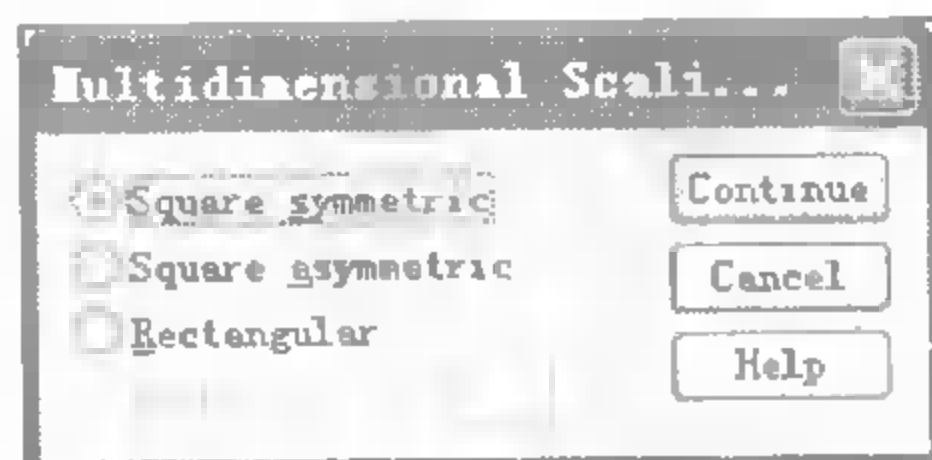 Multidimensional Scali...
Square symmetric
Square asymmetric
Rectangular
Continue
Cancel
Help